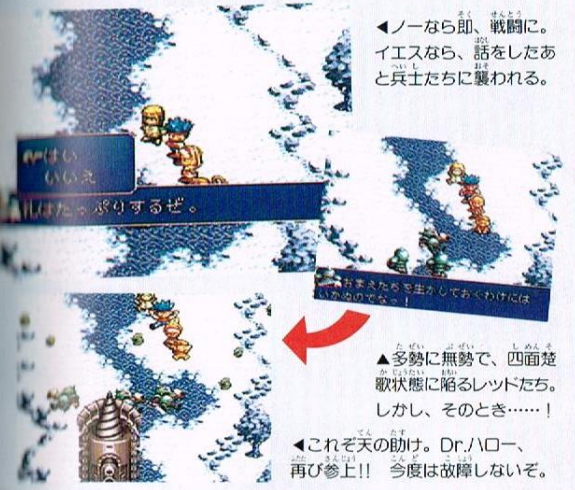 ◀ノーなら即、戦闘に。
イエスなら、話をしたあ
と兵士たちに襲われる。
はい
いいえ
ルはたっぷりするぜ。
おまえたちを生かしておくわけには
いかぬのでなっ！
▲多勢に無勢で、四面楚
歌状態に陥るレッドたち。
しかし、そのとき……！
◀これぞ天の助け。Dr.ハロー、
再び参上!!　今度は故障しないぞ。